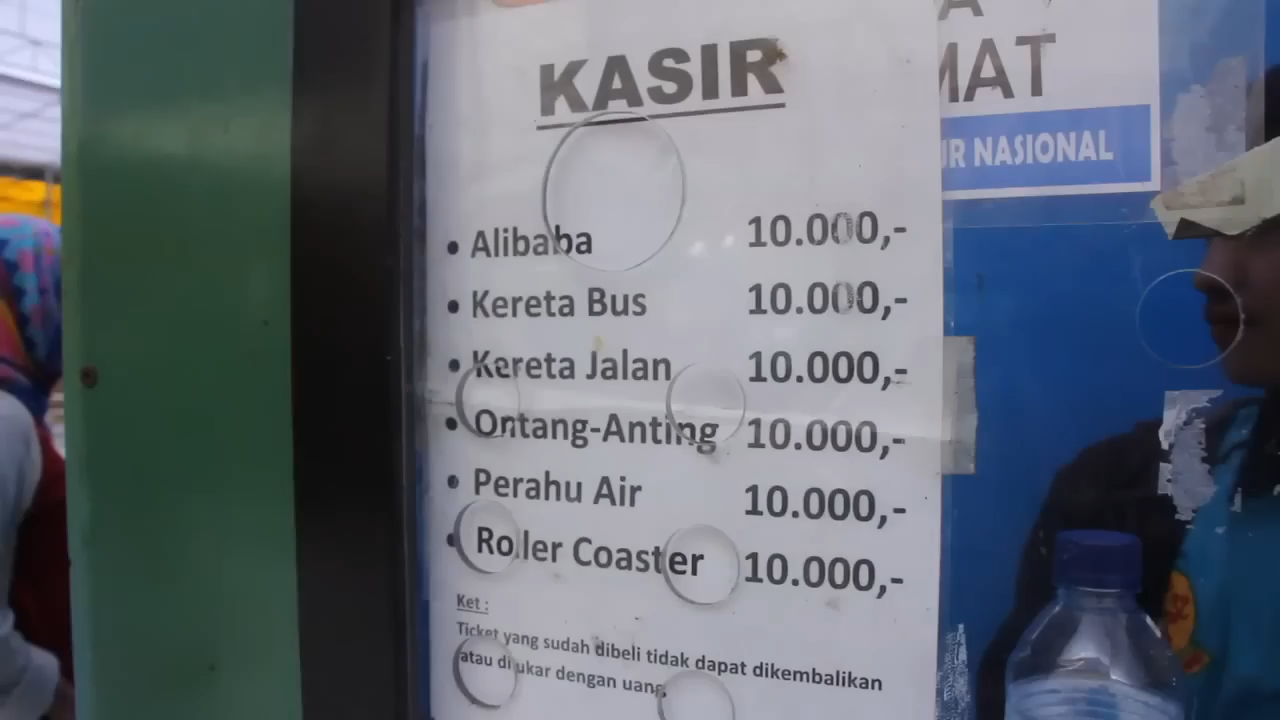 KASIR
• Alibaba 10.000,-
• Kereta Bus 10.000,-
• Kereta Jalan 10.000,-
• Ontang-Anting 10.000,-
• Perahu Air 10.000,-
• Roller Coaster 10.000,-
Ket :
Ticket yang sudah dibeli tidak dapat dikembalikan
atau ditukar dengan uang
NASIONAL